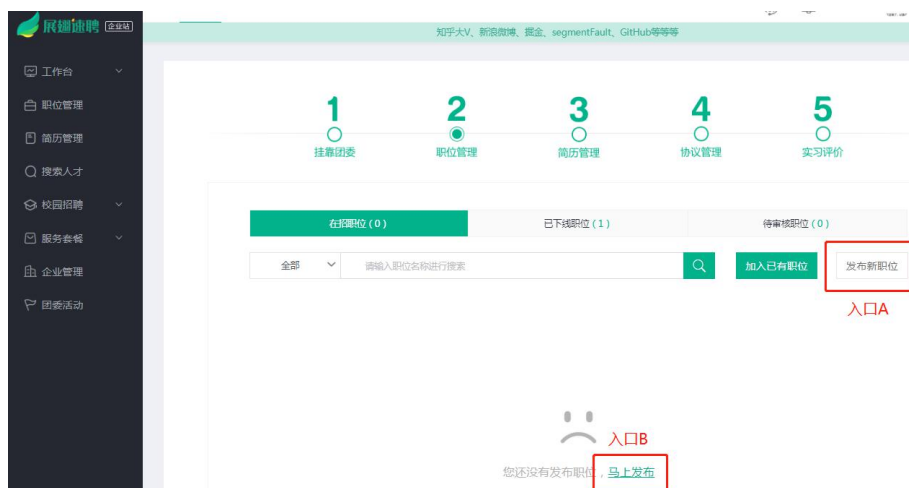 展翅速聘 企业站
知乎大V、新浪微博、掘金、segmentFault、GitHub等等等
工作台
职位管理
简历管理
搜索人才
校园招聘
服务套餐
企业管理
团委活动
1 2 3 4 5
挂靠团委 职位管理 简历管理 协议管理 实习评价
在招职位 ( 0 ) 已下线职位 ( 1 ) 待审核职位 ( 0 )
全部 请输入职位名称进行搜索 加入已有职位 发布新职位
入口A
入口B
您还没有发布职位，马上发布